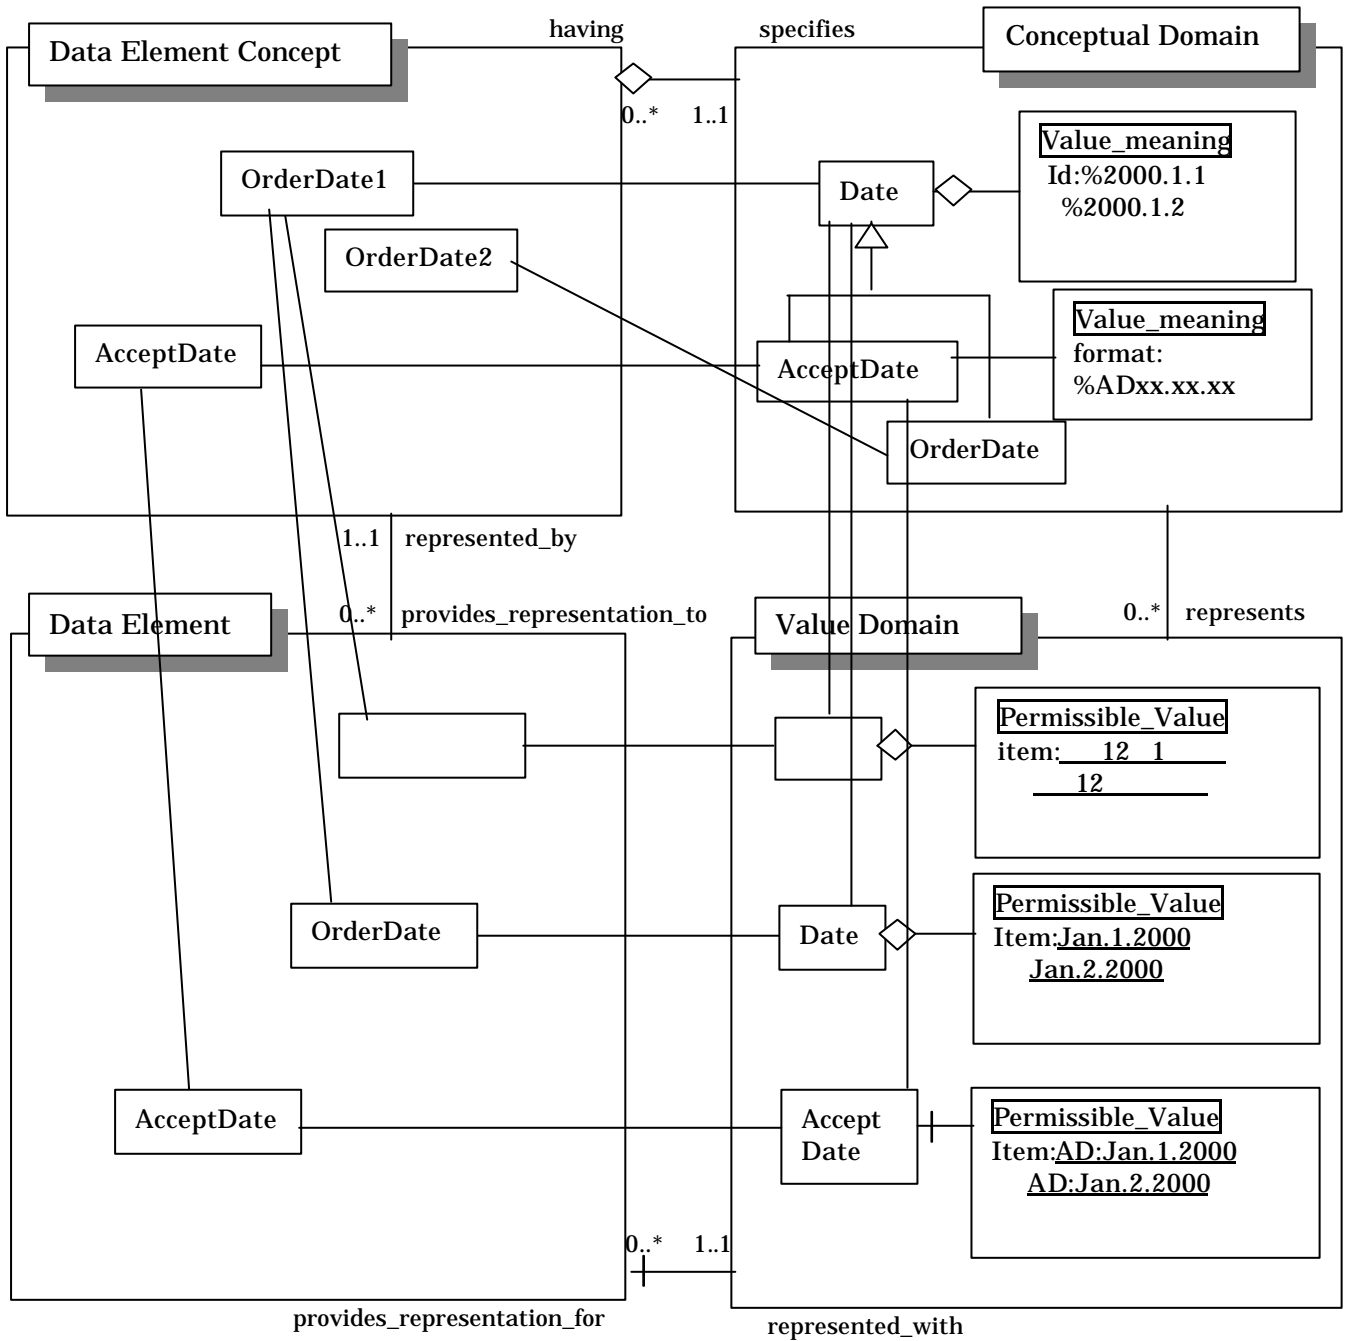 having
specifies
Data Element Concept
Conceptual Domain
0..* 1..1
Value_meaning
Id:%2000.1.1
%2000.1.2
OrderDate1
Date
OrderDate2
Value_meaning
format:
%ADxx.xx.xx
AcceptDate
AcceptDate
OrderDate
1..1 represented_by
0..* provides_representation_to
0..* represents
Data Element
Value Domain
Permissible_Value
item: 12 1
12
Permissible_Value
Item:Jan.1.2000
Jan.2.2000
OrderDate
Date
AcceptDate
Accept
Date
Permissible_Value
Item:AD:Jan.1.2000
AD:Jan.2.2000
0..* 1..1
provides_representation_for
represented_with